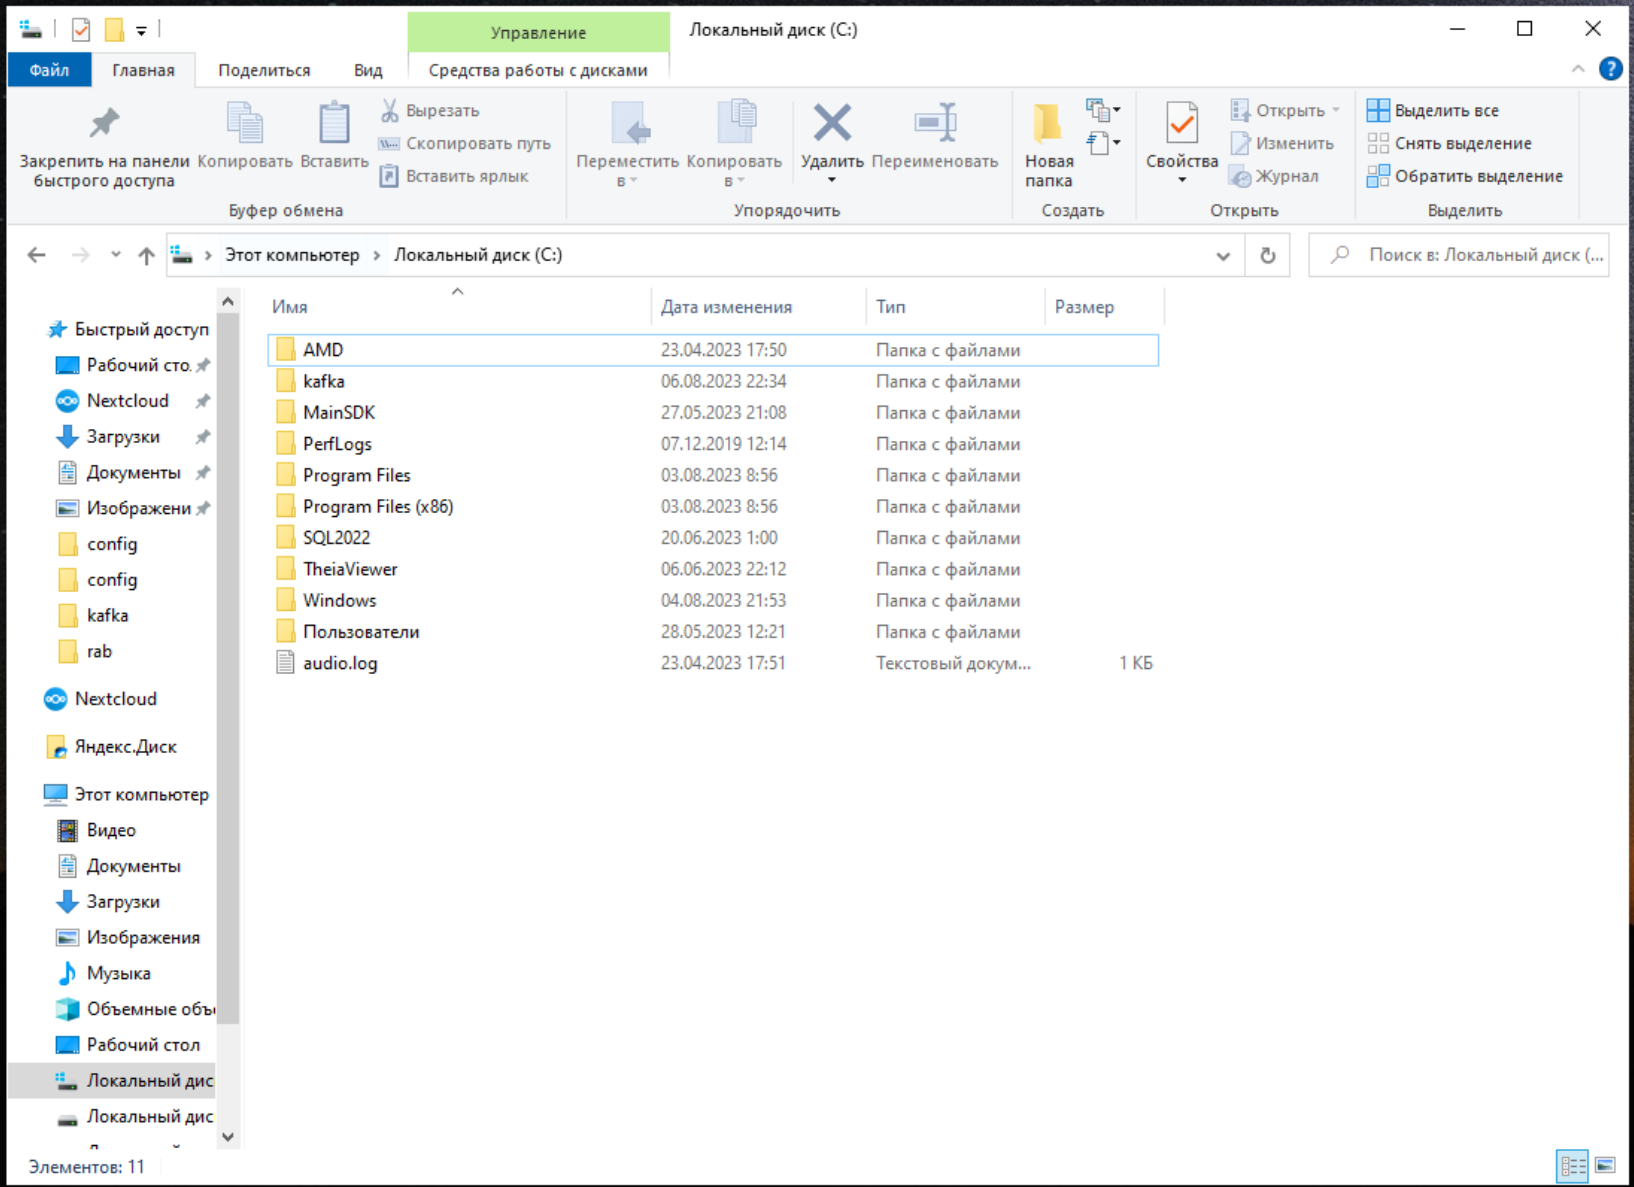 Управление
Локальный диск (C:)
Файл
Главная
Поделиться
Вид
Средства работы с дисками
Закрепить на панели быстрого доступа
Копировать
Вставить
Вырезать
Скопировать путь
Вставить ярлык
Буфер обмена
Переместить в
Копировать в
Удалить
Переименовать
Упорядочить
Новая папка
Создать
Свойства
Открыть
Изменить
Журнал
Открыть
Выделить все
Снять выделение
Обратить выделение
Выделить
Этот компьютер
Локальный диск (C:)
Поиск в: Локальный диск (...
Быстрый доступ
Рабочий сто.
Nextcloud
Загрузки
Документы
Изображени
config
config
kafka
rab
Nextcloud
Яндекс.Диск
Этот компьютер
Видео
Документы
Загрузки
Изображения
Музыка
Объемные объ
Рабочий стол
Локальный дис
Локальный дис
Имя Дата изменения Тип Размер
AMD 23.04.2023 17:50 Папка с файлами
kafka 06.08.2023 22:34 Папка с файлами
MainSDK 27.05.2023 21:08 Папка с файлами
PerfLogs 07.12.2019 12:14 Папка с файлами
Program Files 03.08.2023 8:56 Папка с файлами
Program Files (x86) 03.08.2023 8:56 Папка с файлами
SQL2022 20.06.2023 1:00 Папка с файлами
TheiaViewer 06.06.2023 22:12 Папка с файлами
Windows 04.08.2023 21:53 Папка с файлами
Пользователи 28.05.2023 12:21 Папка с файлами
audio.log 23.04.2023 17:51 Текстовый докум... 1 КБ
Элементов: 11